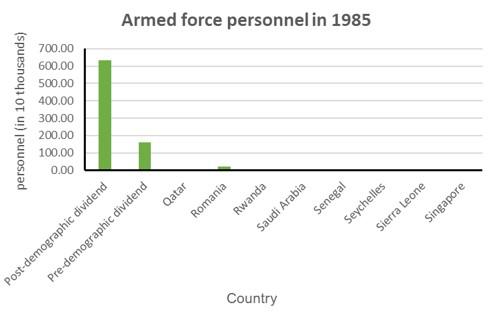 Armed force personnel in 1985
personnel (in 10 thousands)
700.00
600.00
500.00
400.00
300.00
200.00
100.00
0.00
Post-demographic dividend
Pre-demographic dividend
Qatar
Romania
Rwanda
Saudi Arabia
Senegal
Seychelles
Sierra Leone
Singapore
Country